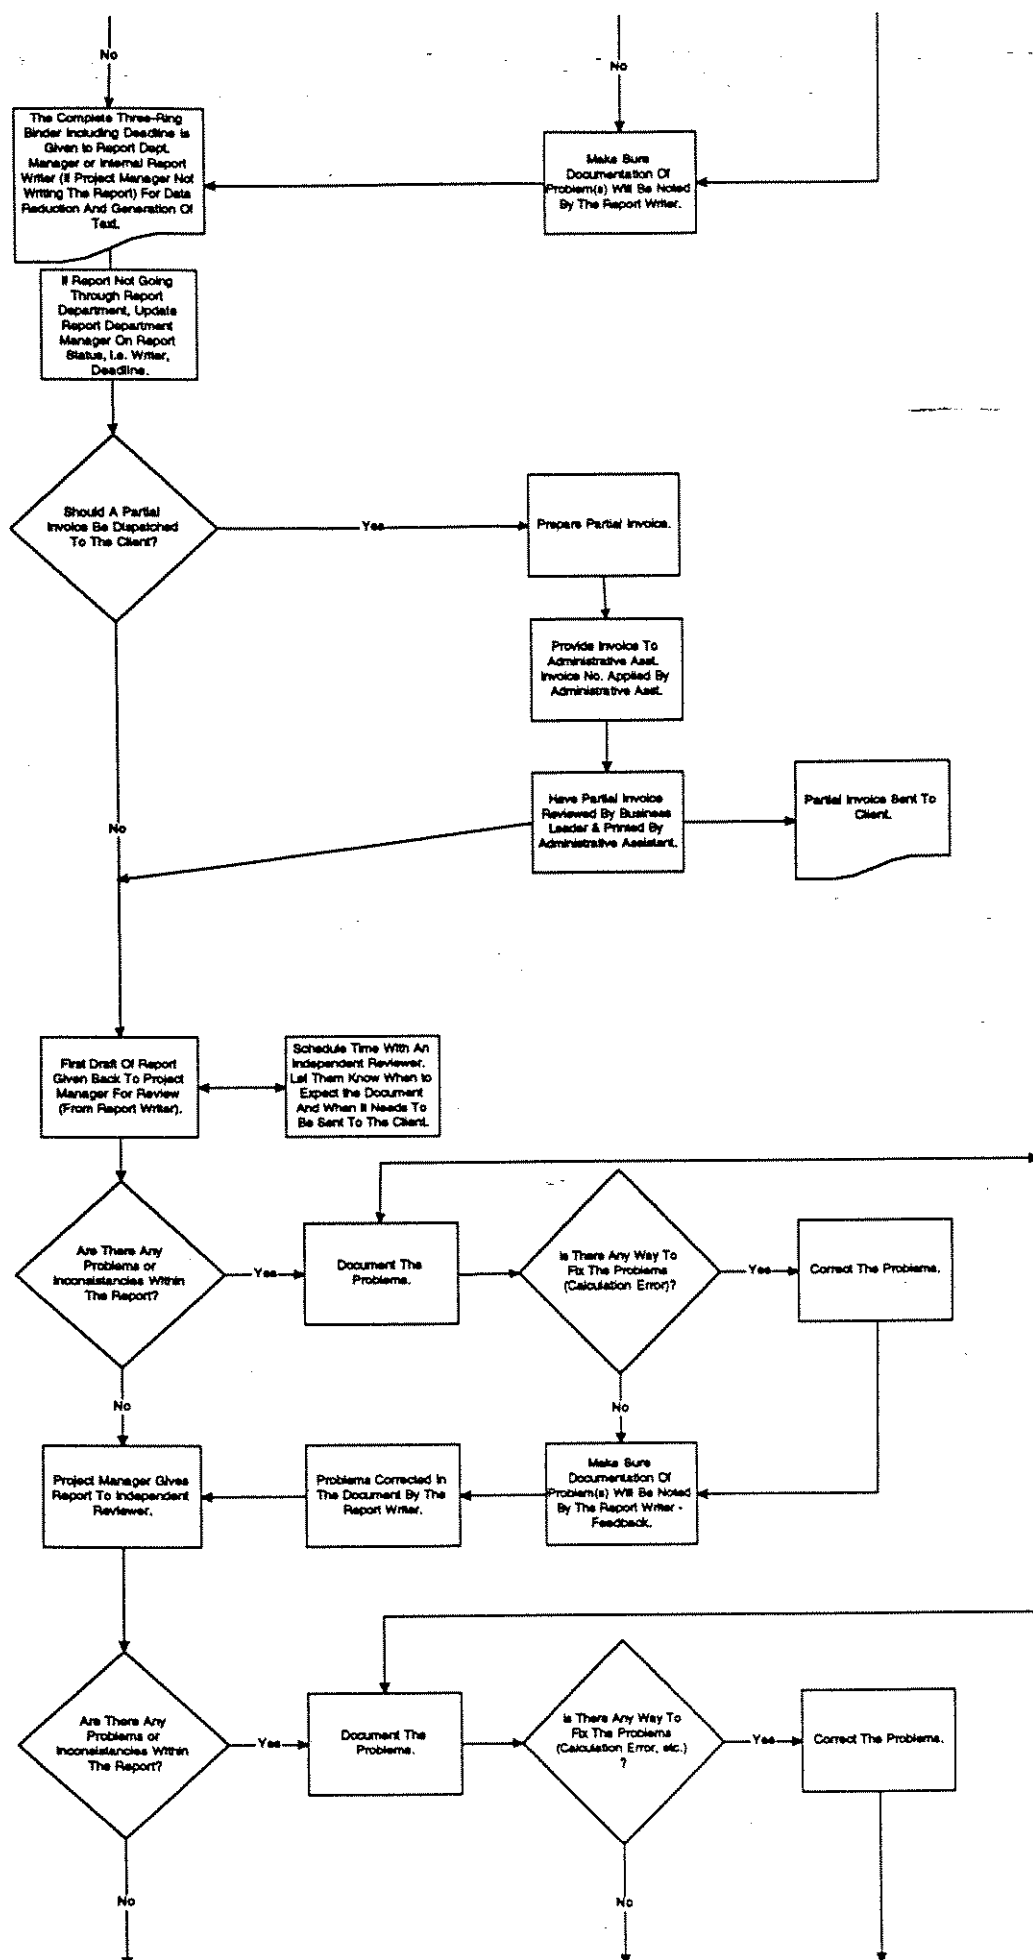 No
No
The Complete Three-Ring
Binder Including Deadline is
Given to Report Dept.
Manager or Internal Report
Writer (If Project Manager Not
Writing The Report) For Data
Reduction And Generation Of
Text.
Make Sure
Documentation Of
Problem(s) Will Be Noted
By The Report Writer.
If Report Not Going
Through Report
Department, Update
Report Department
Manager On Report
Status, i.e. Writer,
Deadline.
Should A Partial
Invoice Be Dispatched
To The Client?
Yes
Prepare Partial Invoice.
Provide Invoice To
Administrative Asst.
Invoice No. Applied By
Administrative Asst.
Have Partial Invoice
Reviewed By Business
Leader & Printed By
Administrative Assistant.
Partial Invoice Sent To
Client.
No
First Draft Of Report
Given Back To Project
Manager For Review
(From Report Writer).
Schedule Time With An
Independent Reviewer.
Let Them Know When to
Expect the Document
And When It Needs To
Be Sent To The Client.
Are There Any
Problems or
Inconsistancies Within
The Report?
Yes
Document The
Problems.
Is There Any Way To
Fix The Problems
(Calculation Error)?
Yes
Correct The Problems.
No
No
Project Manager Gives
Report To Independent
Reviewer.
Problems Corrected In
The Document By The
Report Writer.
Make Sure
Documentation Of
Problem(s) Will Be Noted
By The Report Writer -
Feedback.
Are There Any
Problems or
Inconsistancies Within
The Report?
Yes
Document The
Problems.
Is There Any Way To
Fix The Problems
(Calculation Error, etc.)
?
Yes
Correct The Problems.
No
No